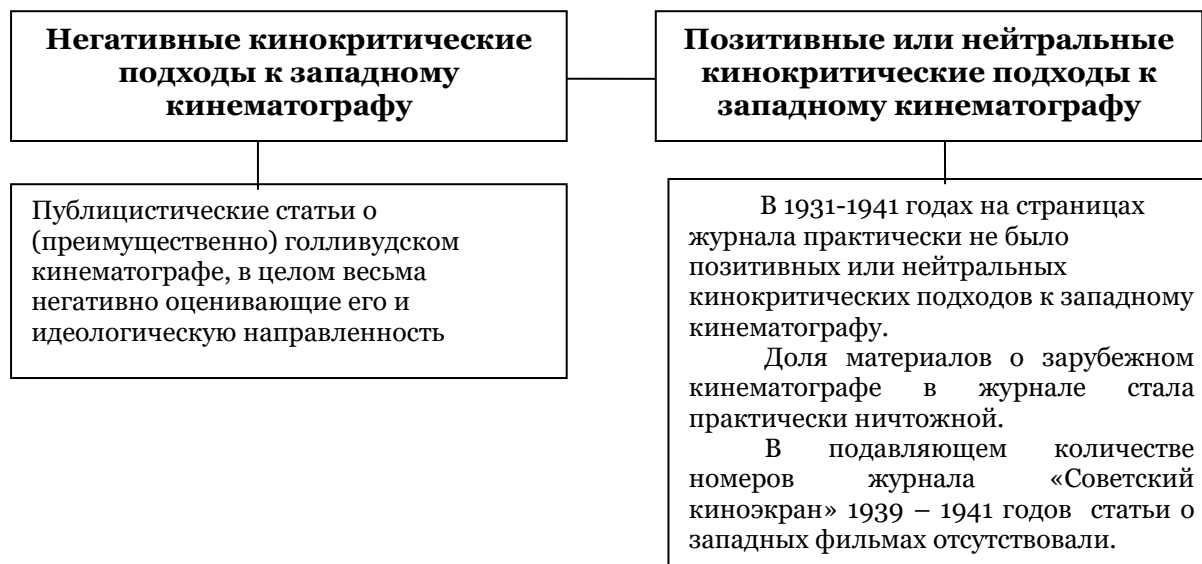 Негативные кинокритические
подходы к западному
кинематографу
Позитивные или нейтральные
кинокритические подходы к
западному кинематографу
Публицистические статьи о
(преимущественно) голливудском
кинематографе, в целом весьма
негативно оценивающие его и
идеологическую направленность
В 1931-1941 годах на страницах
журнала практически не было
позитивных или нейтральных
кинокритических подходов к западному
кинематографу.
Доля материалов о зарубежном
кинематографе в журнале стала
практически ничтожной.
В подавляющем количестве
номеров журнала «Советский
киноэкран» 1939 – 1941 годов статьи о
западных фильмах отсутствовали.